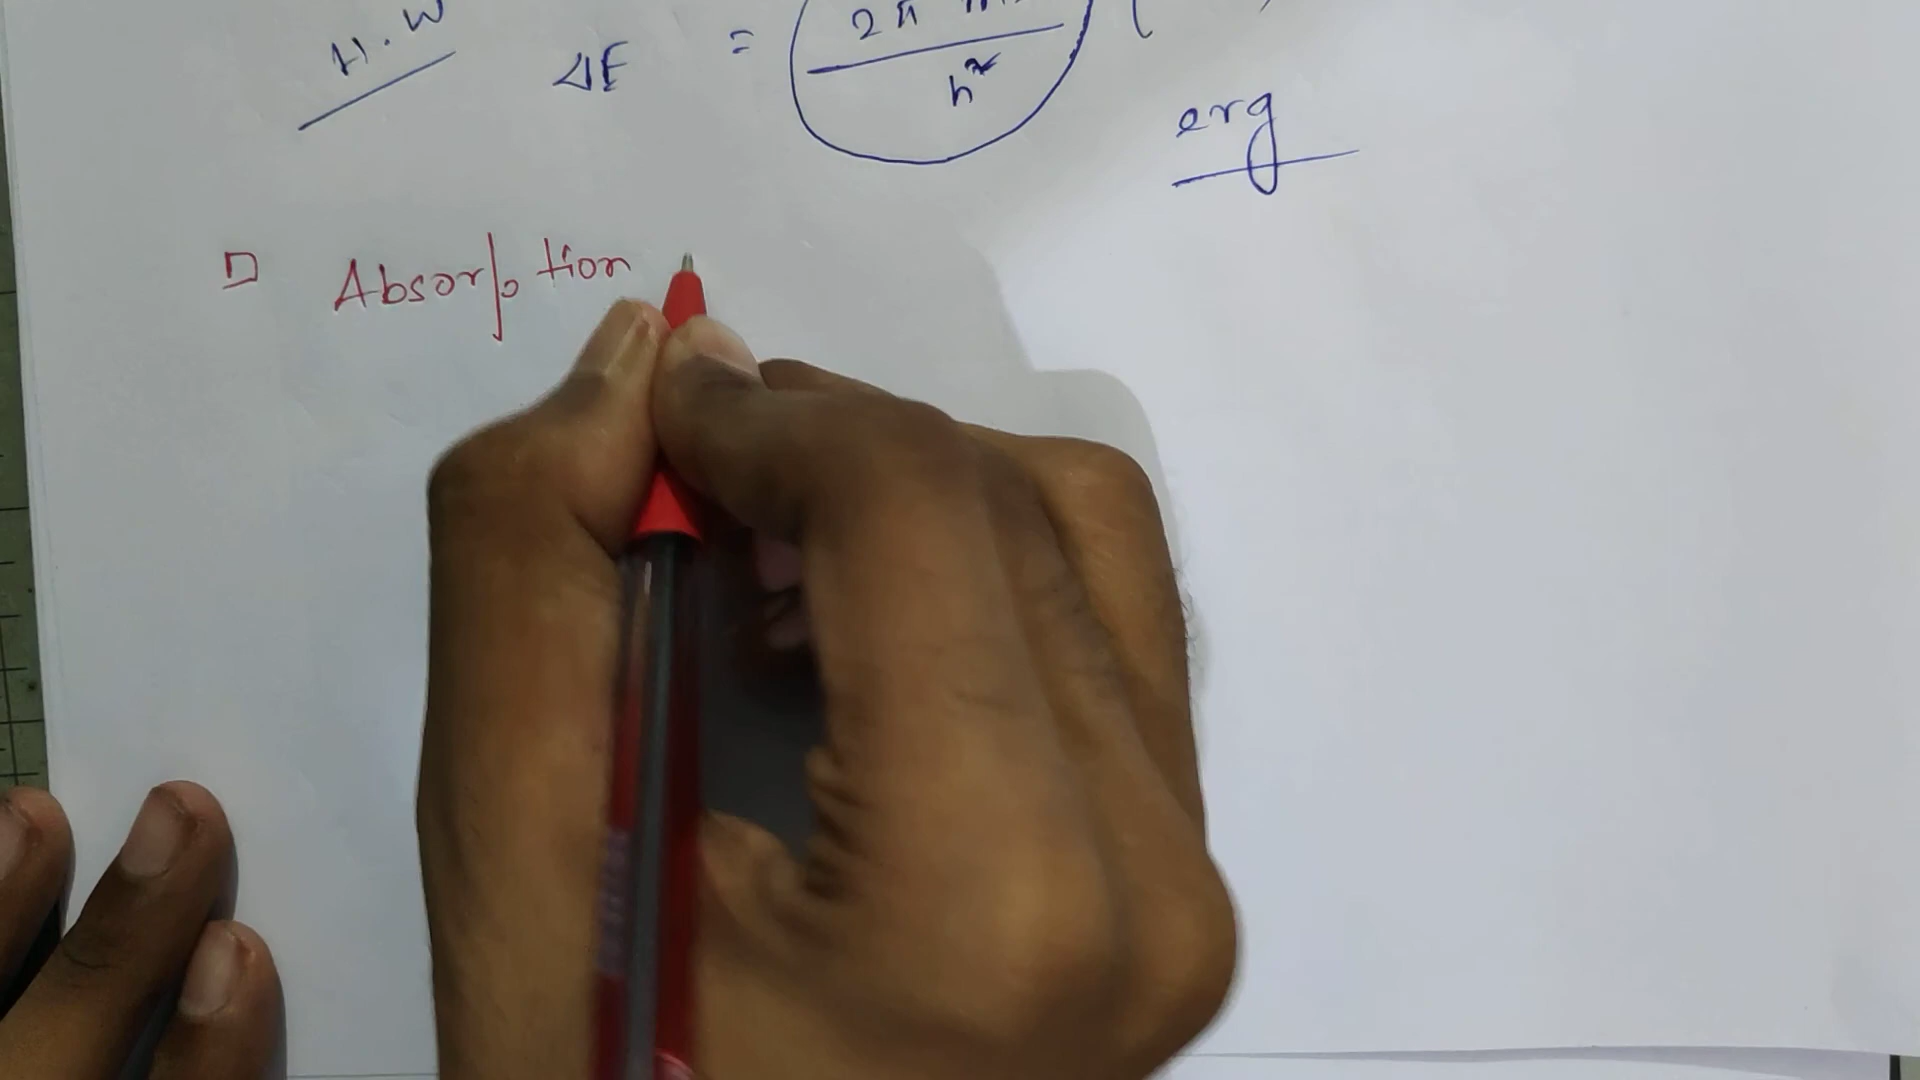 H.W
ΔE =
2π
h²
erg
Absorption